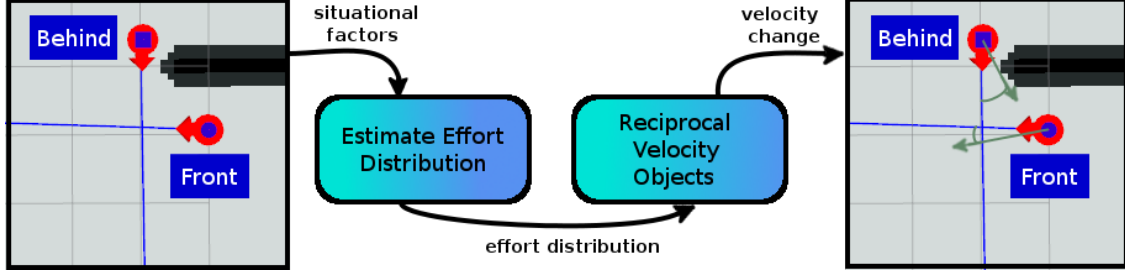 Behind
Front
situational
factors
Estimate Effort
Distribution
effort distribution
Reciprocal
Velocity
Objects
velocity
change
Behind
Front